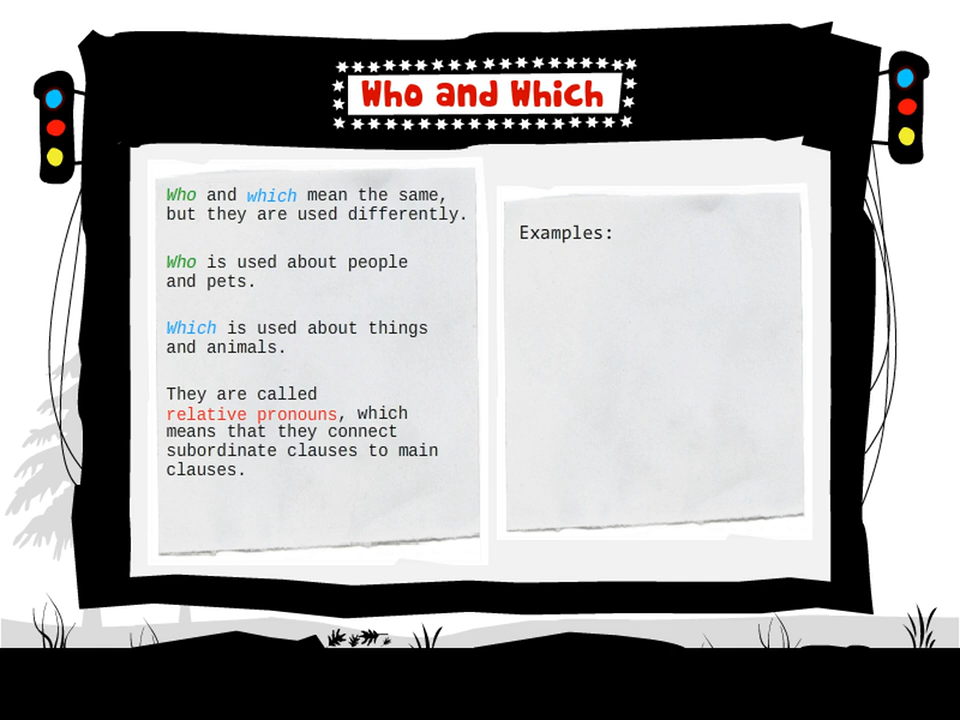 Who and Which
Who and which mean the same,
but they are used differently.
Who is used about people
and pets.
Which is used about things
and animals.
They are called
relative pronouns, which
means that they connect
subordinate clauses to main
clauses.
Examples: